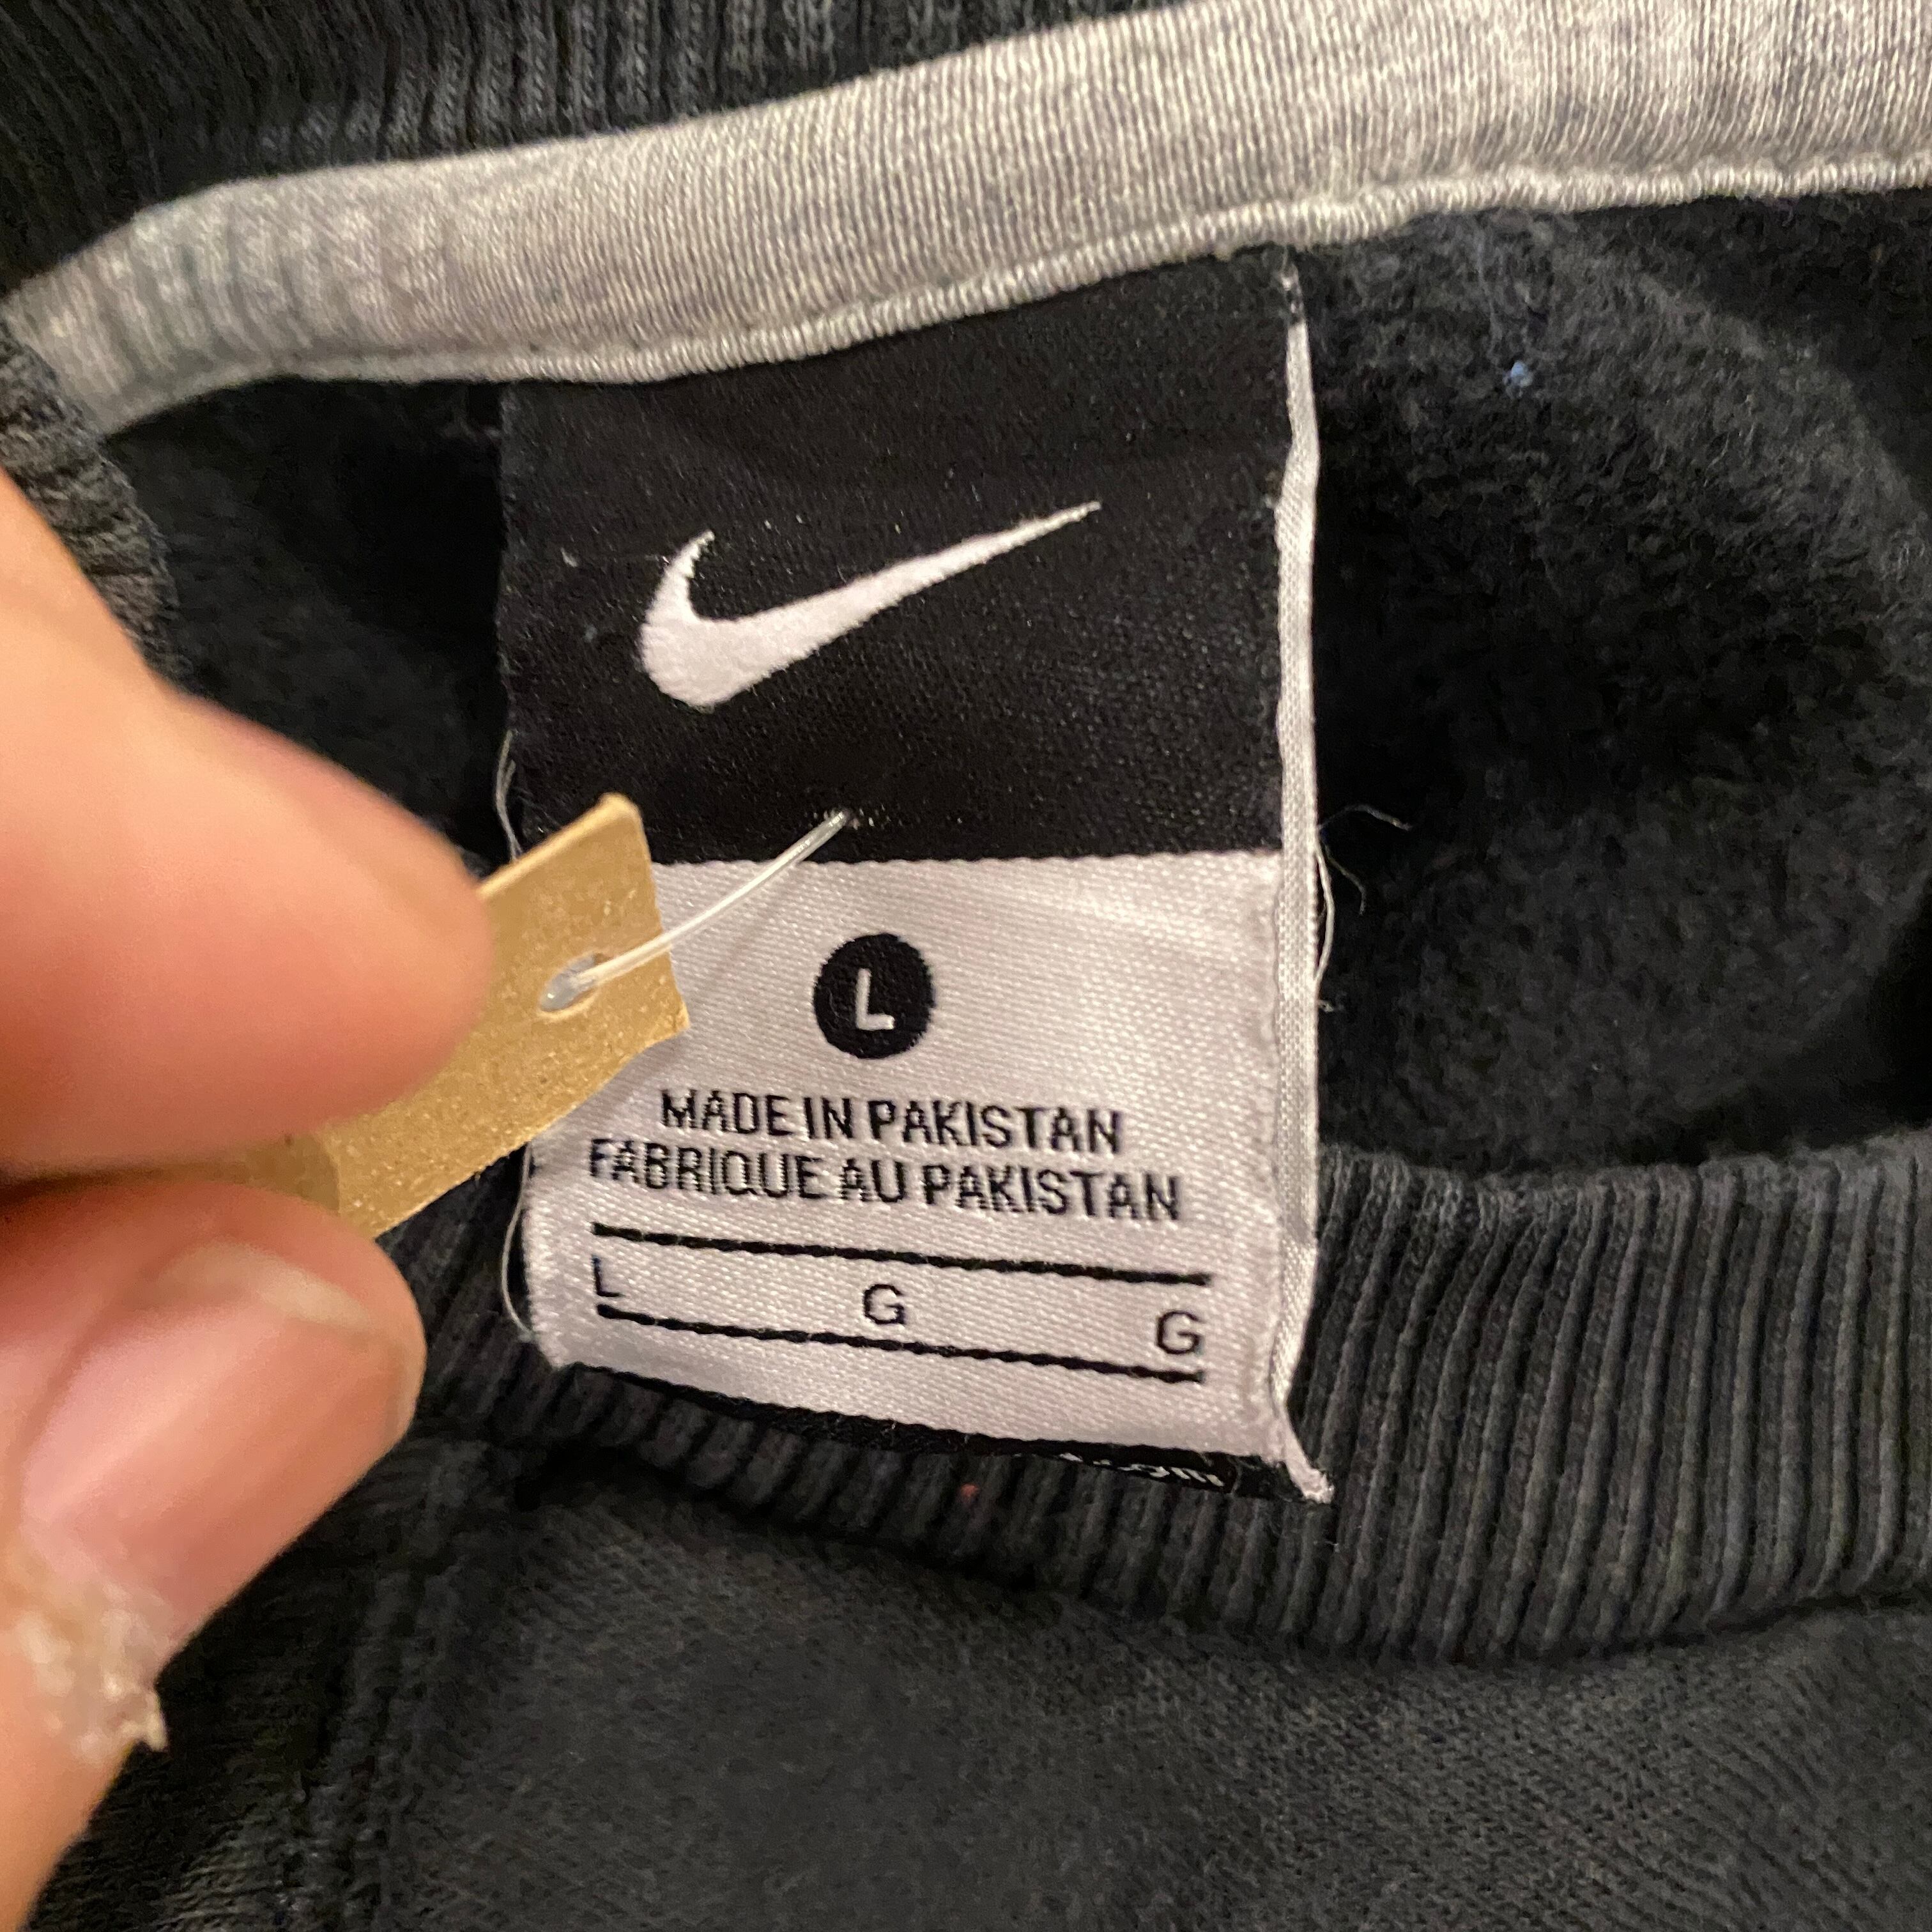 L
MADE IN PAKISTAN
FABRIQUE AU PAKISTAN
L G G